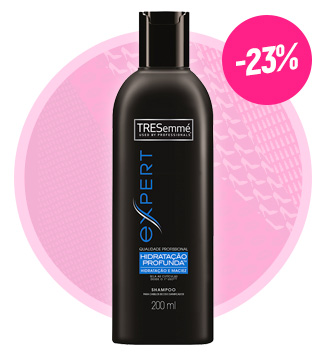 -23%
TRESemmé
USED BY PROFESSIONALS
eXPERT
QUALIDADE PROFISSIONAL
HIDRATAÇÃO
PROFUNDA
HIDRATAÇÃO E MACIEZ
SHAMPOO
200 ml